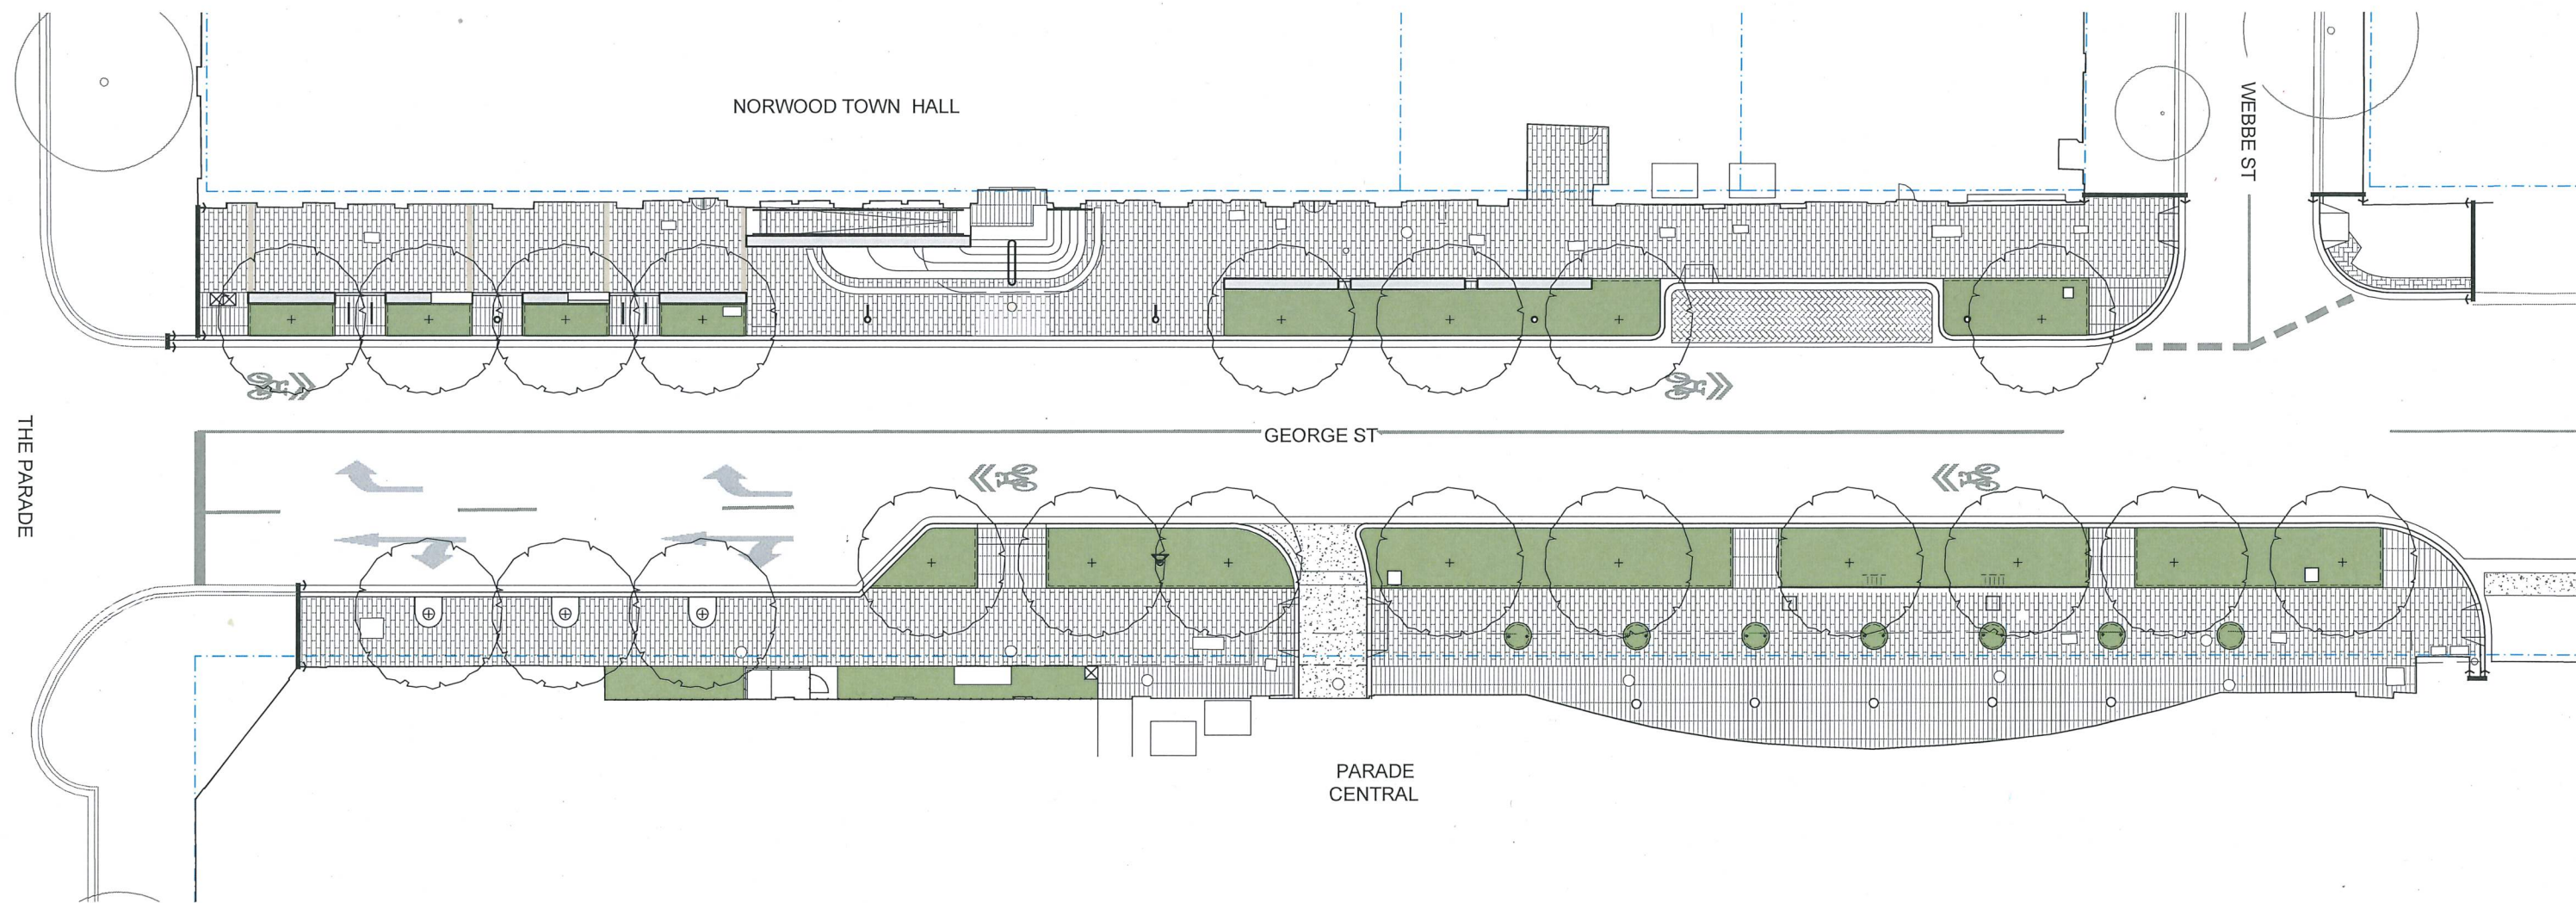 NORWOOD TOWN HALL
WEBBE ST
THE PARADE
GEORGE ST
PARADE
CENTRAL